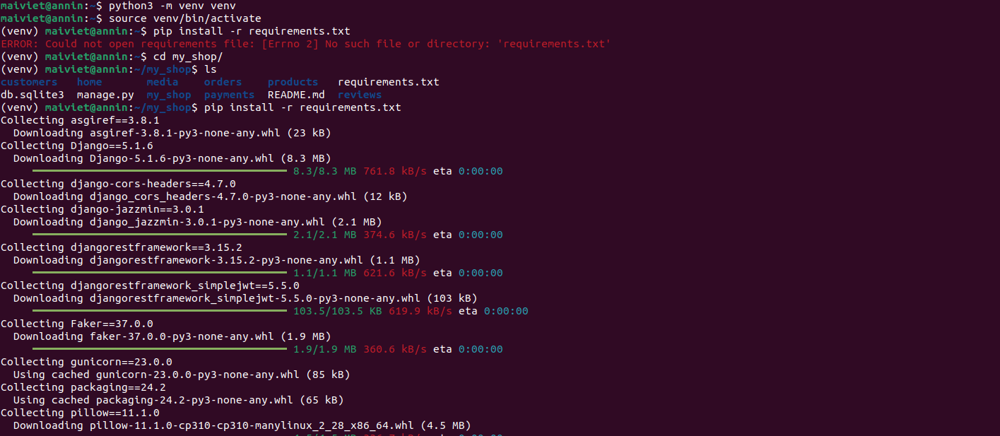 maiviet@annin:~$ python3 -m venv venv
maiviet@annin:~$ source venv/bin/activate
(venv) maiviet@annin:~$ pip install -r requirements.txt
ERROR: Could not open requirements file: [Errno 2] No such file or directory: 'requirements.txt'
(venv) maiviet@annin:~$ cd my_shop/
(venv) maiviet@annin:~/my_shop$ ls
customers home media orders products requirements.txt
db.sqlite3 manage.py my_shop payments README.md reviews
(venv) maiviet@annin:~/my_shop$ pip install -r requirements.txt
Collecting asgiref==3.8.1
Downloading asgiref-3.8.1-py3-none-any.whl (23 kB)
Collecting Django==5.1.6
Downloading Django-5.1.6-py3-none-any.whl (8.3 MB)
8.3/8.3 MB 761.8 kB/s eta 0:00:00
Collecting django-cors-headers==4.7.0
Downloading django_cors_headers-4.7.0-py3-none-any.whl (12 kB)
Collecting django-jazzmin==3.0.1
Downloading django_jazzmin-3.0.1-py3-none-any.whl (2.1 MB)
2.1/2.1 MB 374.6 kB/s eta 0:00:00
Collecting djangorestframework==3.15.2
Downloading djangorestframework-3.15.2-py3-none-any.whl (1.1 MB)
1.1/1.1 MB 621.6 kB/s eta 0:00:00
Collecting djangorestframework_simplejwt==5.5.0
Downloading djangorestframework_simplejwt-5.5.0-py3-none-any.whl (103 kB)
103.5/103.5 KB 619.9 kB/s eta 0:00:00
Collecting Faker==37.0.0
Downloading faker-37.0.0-py3-none-any.whl (1.9 MB)
1.9/1.9 MB 360.6 kB/s eta 0:00:00
Collecting gunicorn==23.0.0
Using cached gunicorn-23.0.0-py3-none-any.whl (85 kB)
Collecting packaging==24.2
Using cached packaging-24.2-py3-none-any.whl (65 kB)
Collecting pillow==11.1.0
Downloading pillow-11.1.0-cp310-cp310-manylinux_2_28_x86_64.whl (4.5 MB)